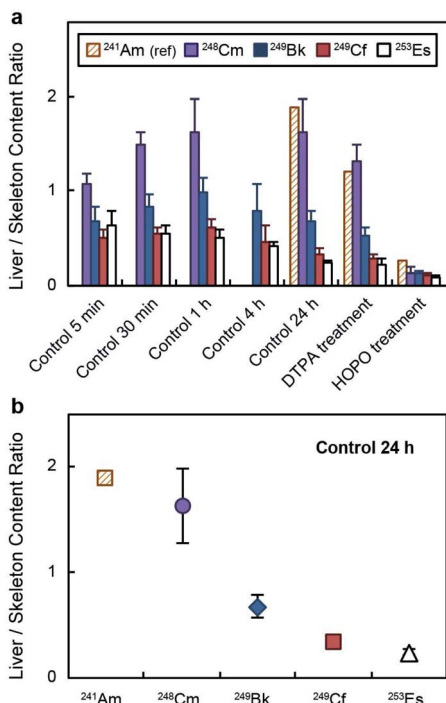 a
²⁴¹Am (ref) ²⁴⁸Cm ²⁴⁹Bk ²⁴⁹Cf ²⁵³Es
Liver / Skeleton Content Ratio
2
1
0
Control 5 min
Control 30 min
Control 1 h
Control 4 h
Control 24 h
DTPA treatment
HOPO treatment
b
Control 24 h
Liver / Skeleton Content Ratio
2
1
0
²⁴¹Am ²⁴⁸Cm ²⁴⁹Bk ²⁴⁹Cf ²⁵³Es